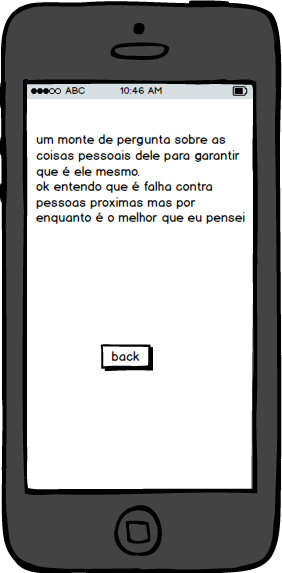 ABC 10:46 AM
um monte de pergunta sobre as
coisas pessoais dele para garantir
que é ele mesmo.
ok entendo que é falha contra
pessoas proximas mas por
enquanto é o melhor que eu pensei
back